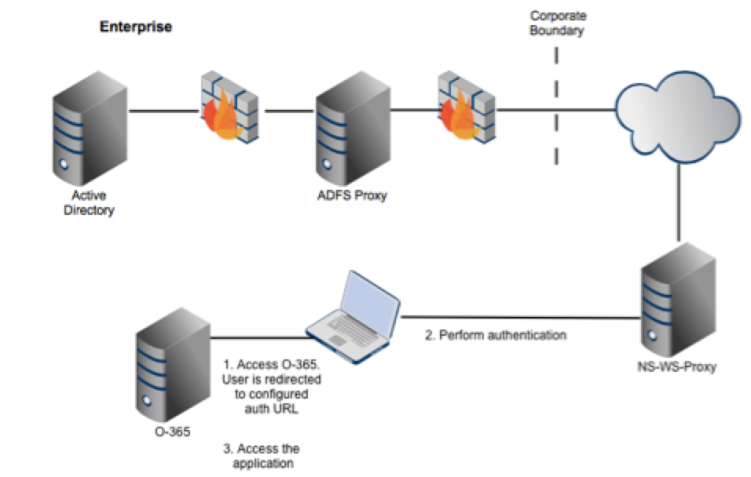 Enterprise
Corporate
Boundary
Active
Directory
ADFS Proxy
2. Perform authentication
NS-WS-Proxy
1. Access O-365.
User is redirected
to configured
auth URL
O-365
3. Access the
application